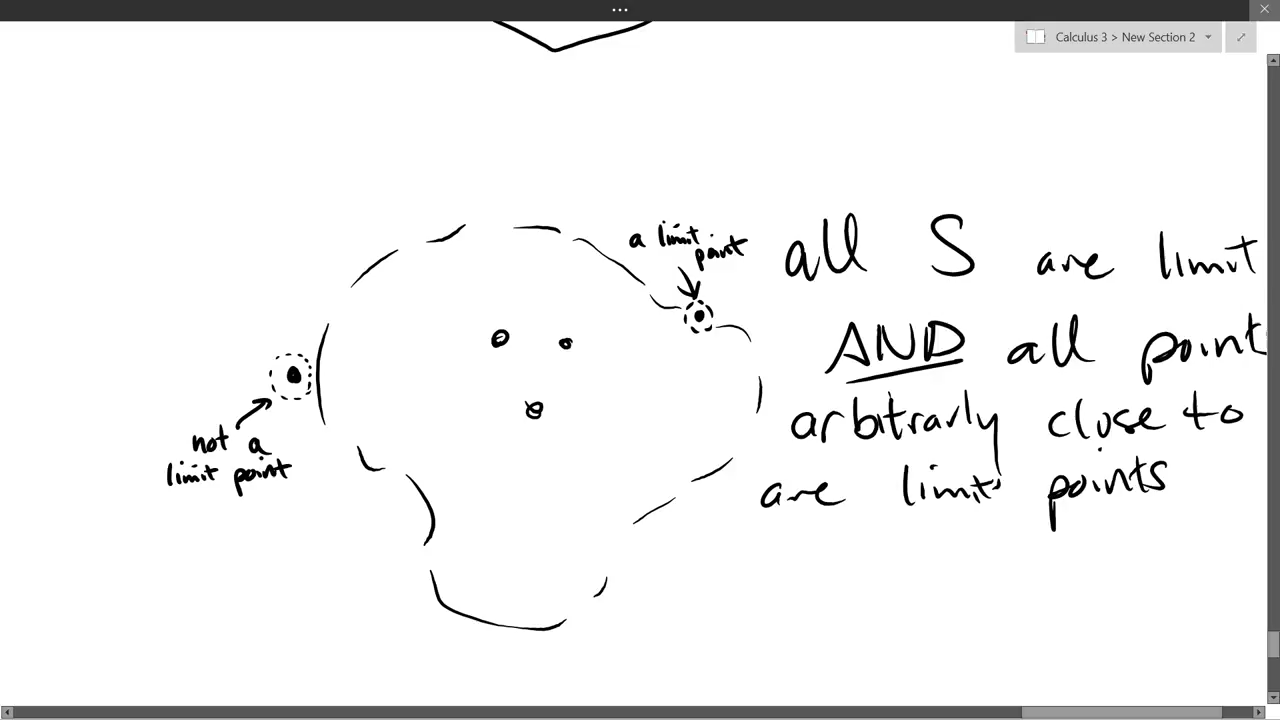 Calculus 3 > New Section 2
a limit
point
all S are limit
AND all point
arbitrarly close to
are limit points
not a
limit point